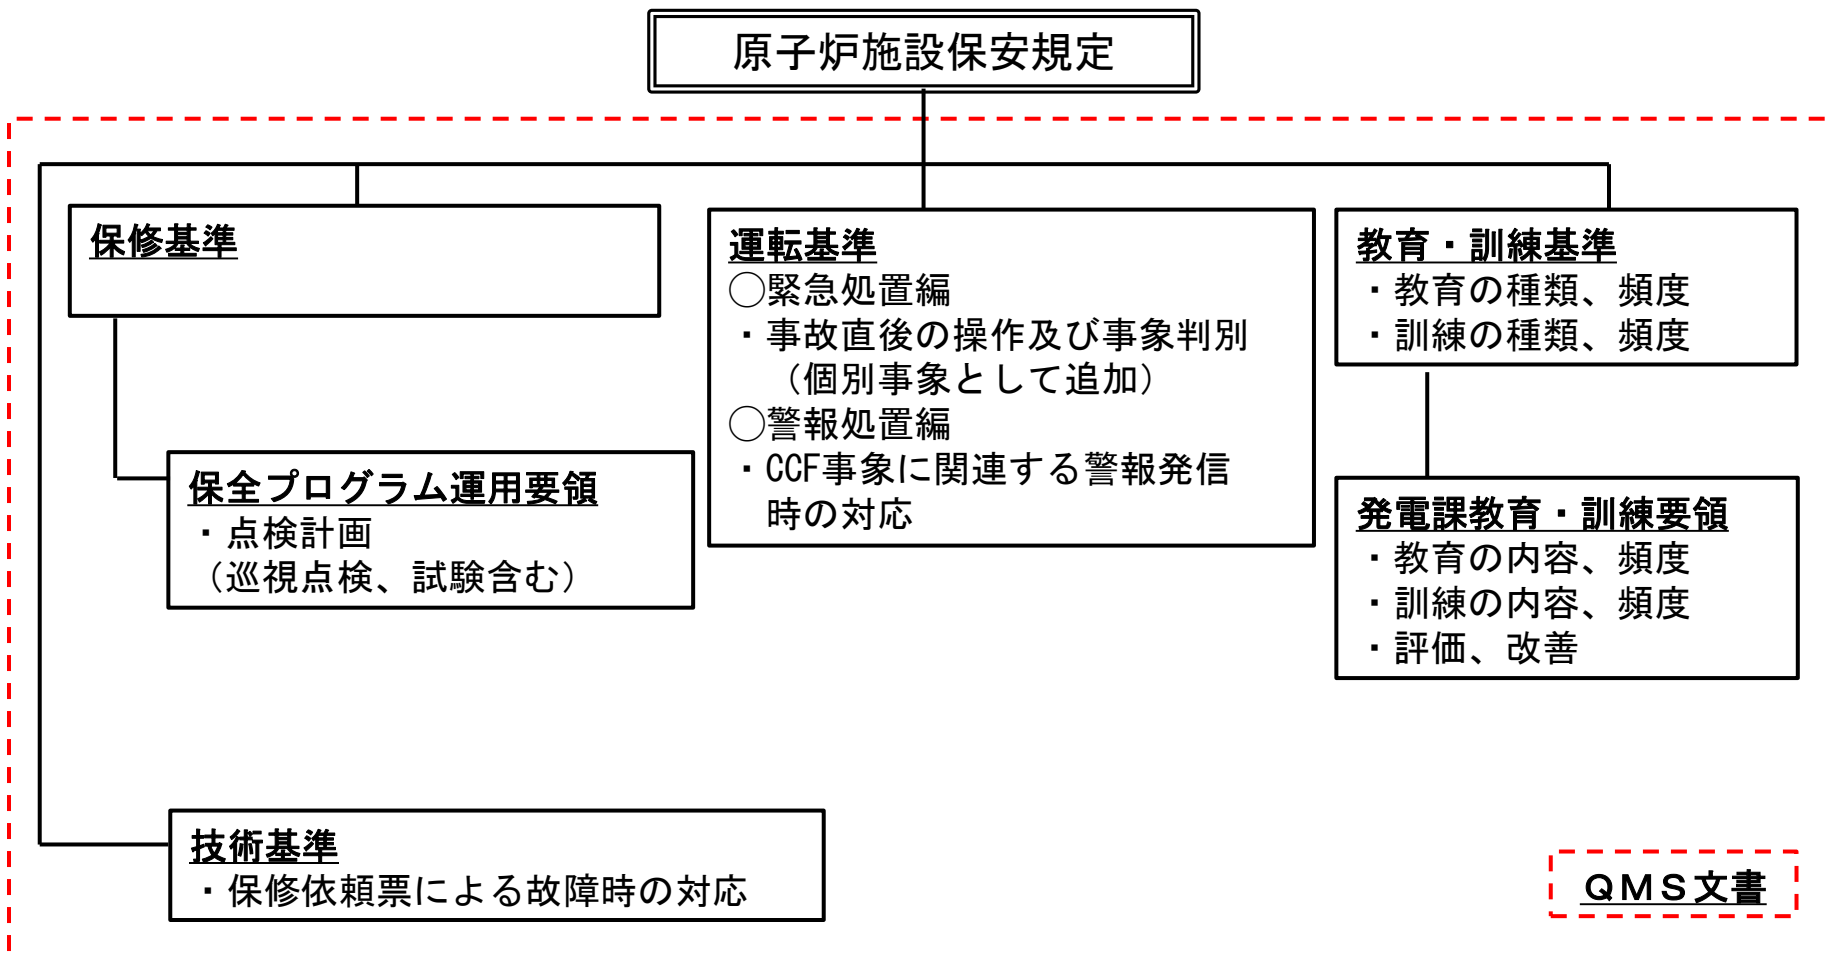 原子炉施設保安規定
保修基準
運転基準
◯緊急処置編
・事故直後の操作及び事象判別
（個別事象として追加）
◯警報処置編
・CCF事象に関連する警報発信
時の対応
教育・訓練基準
・教育の種類、頻度
・訓練の種類、頻度
保全プログラム運用要領
・点検計画
（巡視点検、試験含む）
発電課教育・訓練要領
・教育の内容、頻度
・訓練の内容、頻度
・評価、改善
技術基準
・保修依頼票による故障時の対応
ＱＭＳ文書